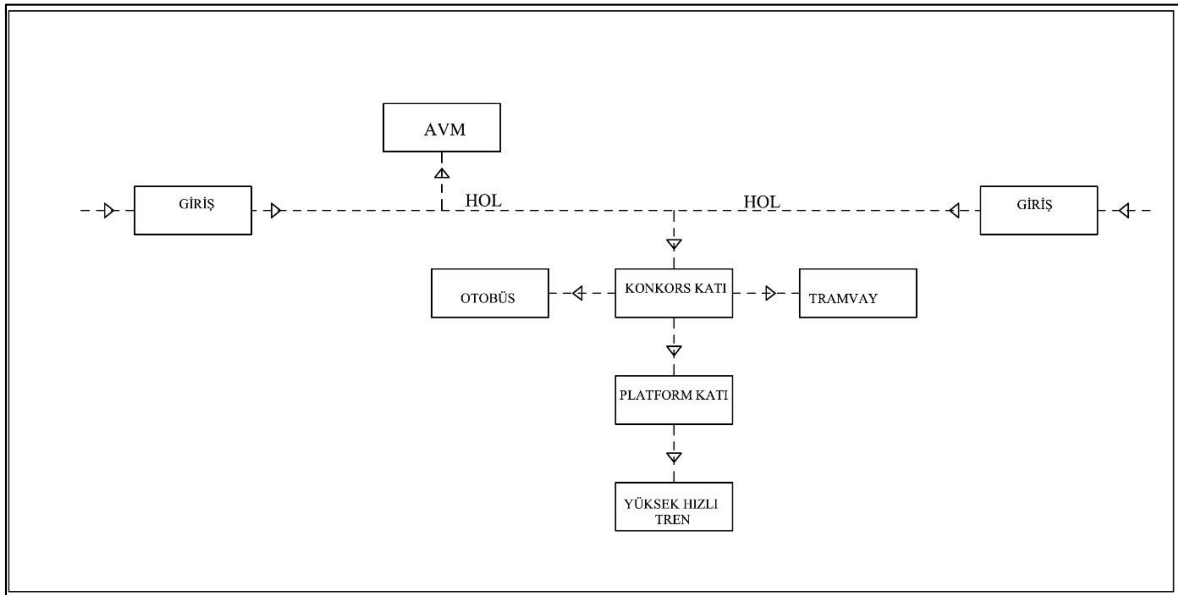 AVM
GİRİŞ
HOL
HOL
GİRİŞ
OTOBÜS
KONKORS KATI
TRAMVAY
PLATFORM KATI
YÜKSEK HIZLI
TREN